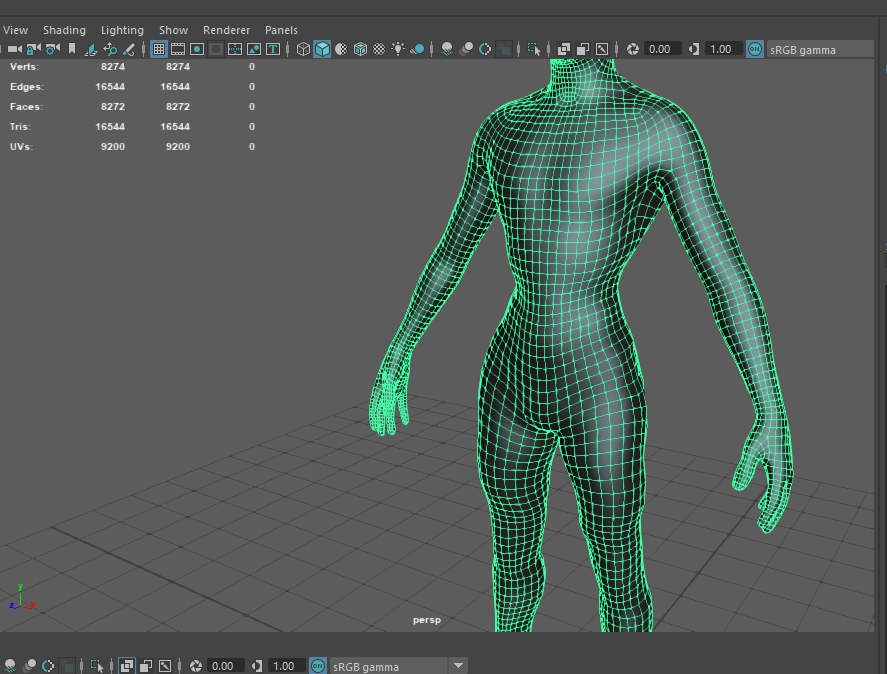 View Shading Lighting Show Renderer Panels
0.00 1.00 ON sRGB gamma
Verts: 8274 8274 0
Edges: 16544 16544 0
Faces: 8272 8272 0
Tris: 16544 16544 0
UVs: 9200 9200 0
y
z x
persp
0.00 1.00 ON sRGB gamma